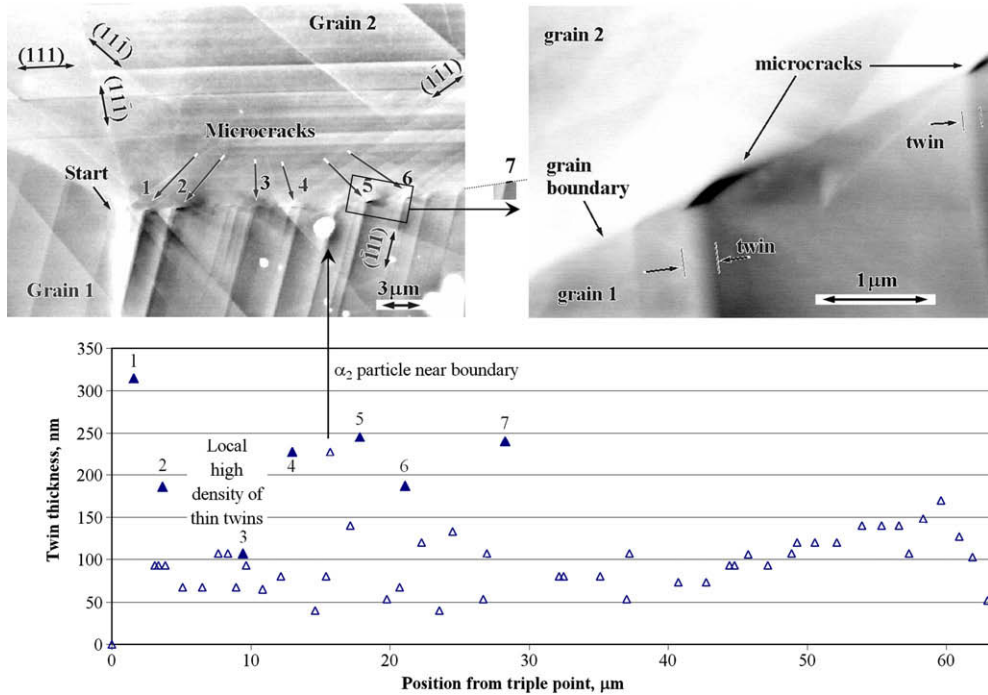 Grain 2
(111)
(11̄1)
(111̄)
(11̄1)
Microcracks
Start
1
2
3
4
5
6
7
(1̄11)
Grain 1
3μm
grain 2
microcracks
twin
grain
boundary
twin
grain 1
1μm
350
300
250
200
150
100
50
0
Twin thickness, nm
1
α₂ particle near boundary
5
7
Local
high
density of
thin twins
2
4
6
3
0
10
20
30
40
50
60
Position from triple point, μm